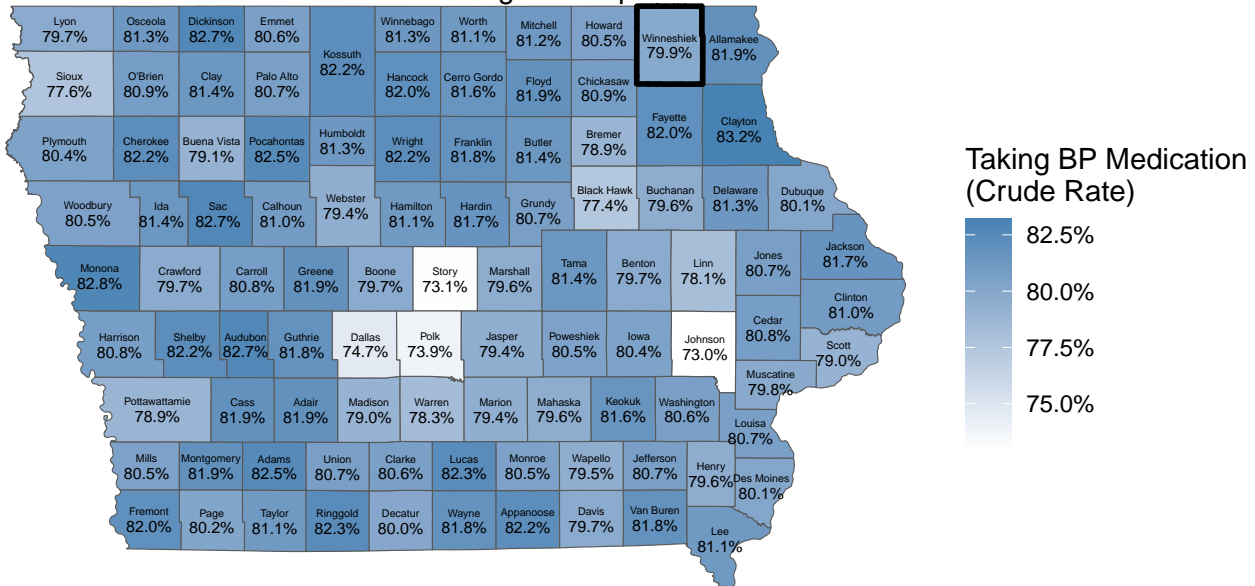 Lyon
79.7%
Osceola
81.3%
Dickinson
82.7%
Emmet
80.6%
Kossuth
82.2%
Winnebago
81.3%
Worth
81.1%
Mitchell
81.2%
Howard
80.5%
Winneshiek
79.9%
Allamakee
81.9%
Sioux
77.6%
O'Brien
80.9%
Clay
81.4%
Palo Alto
80.7%
Hancock
82.0%
Cerro Gordo
81.6%
Floyd
81.9%
Chickasaw
80.9%
Fayette
82.0%
Clayton
83.2%
Plymouth
80.4%
Cherokee
82.2%
Buena Vista
79.1%
Pocahontas
82.5%
Humboldt
81.3%
Wright
82.2%
Franklin
81.8%
Butler
81.4%
Bremer
78.9%
Woodbury
80.5%
Ida
81.4%
Sac
82.7%
Calhoun
81.0%
Webster
79.4%
Hamilton
81.1%
Hardin
81.7%
Grundy
80.7%
Black Hawk
77.4%
Buchanan
79.6%
Delaware
81.3%
Dubuque
80.1%
Monona
82.8%
Crawford
79.7%
Carroll
80.8%
Greene
81.9%
Boone
79.7%
Story
73.1%
Marshall
79.6%
Tama
81.4%
Benton
79.7%
Linn
78.1%
Jones
80.7%
Jackson
81.7%
Clinton
81.0%
Harrison
80.8%
Shelby
82.2%
Audubon
82.7%
Guthrie
81.8%
Dallas
74.7%
Polk
73.9%
Jasper
79.4%
Poweshiek
80.5%
Iowa
80.4%
Johnson
73.0%
Cedar
80.8%
Scott
79.0%
Muscatine
79.8%
Pottawattamie
78.9%
Cass
81.9%
Adair
81.9%
Madison
79.0%
Warren
78.3%
Marion
79.4%
Mahaska
79.6%
Keokuk
81.6%
Washington
80.6%
Louisa
80.7%
Mills
80.5%
Montgomery
81.9%
Adams
82.5%
Union
80.7%
Clarke
80.6%
Lucas
82.3%
Monroe
80.5%
Wapello
79.5%
Jefferson
80.7%
Henry
79.6%
Des Moines
80.1%
Fremont
82.0%
Page
80.2%
Taylor
81.1%
Ringgold
82.3%
Decatur
80.0%
Wayne
81.8%
Appanoose
82.2%
Davis
79.7%
Van Buren
81.8%
Lee
81.1%
Taking BP Medication
(Crude Rate)
82.5%
80.0%
77.5%
75.0%